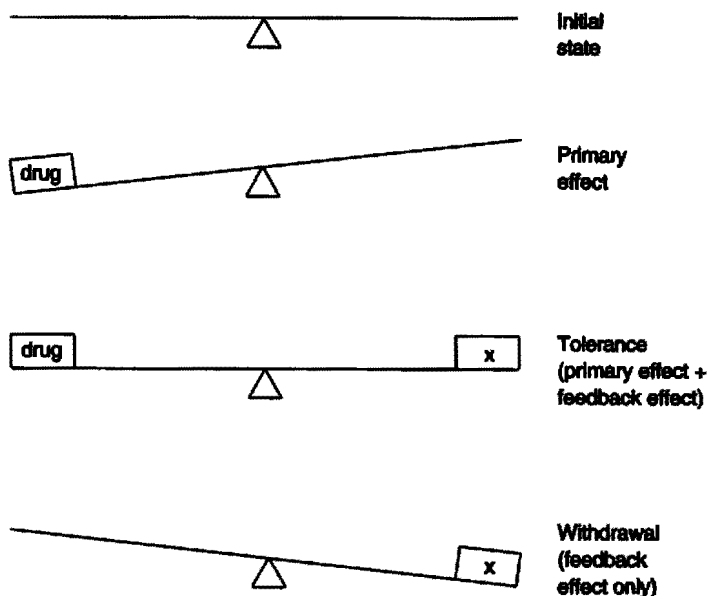 Initial
state
drug
Primary
effect
drug
x
Tolerance
(primary effect +
feedback effect)
x
Withdrawal
(feedback
effect only)